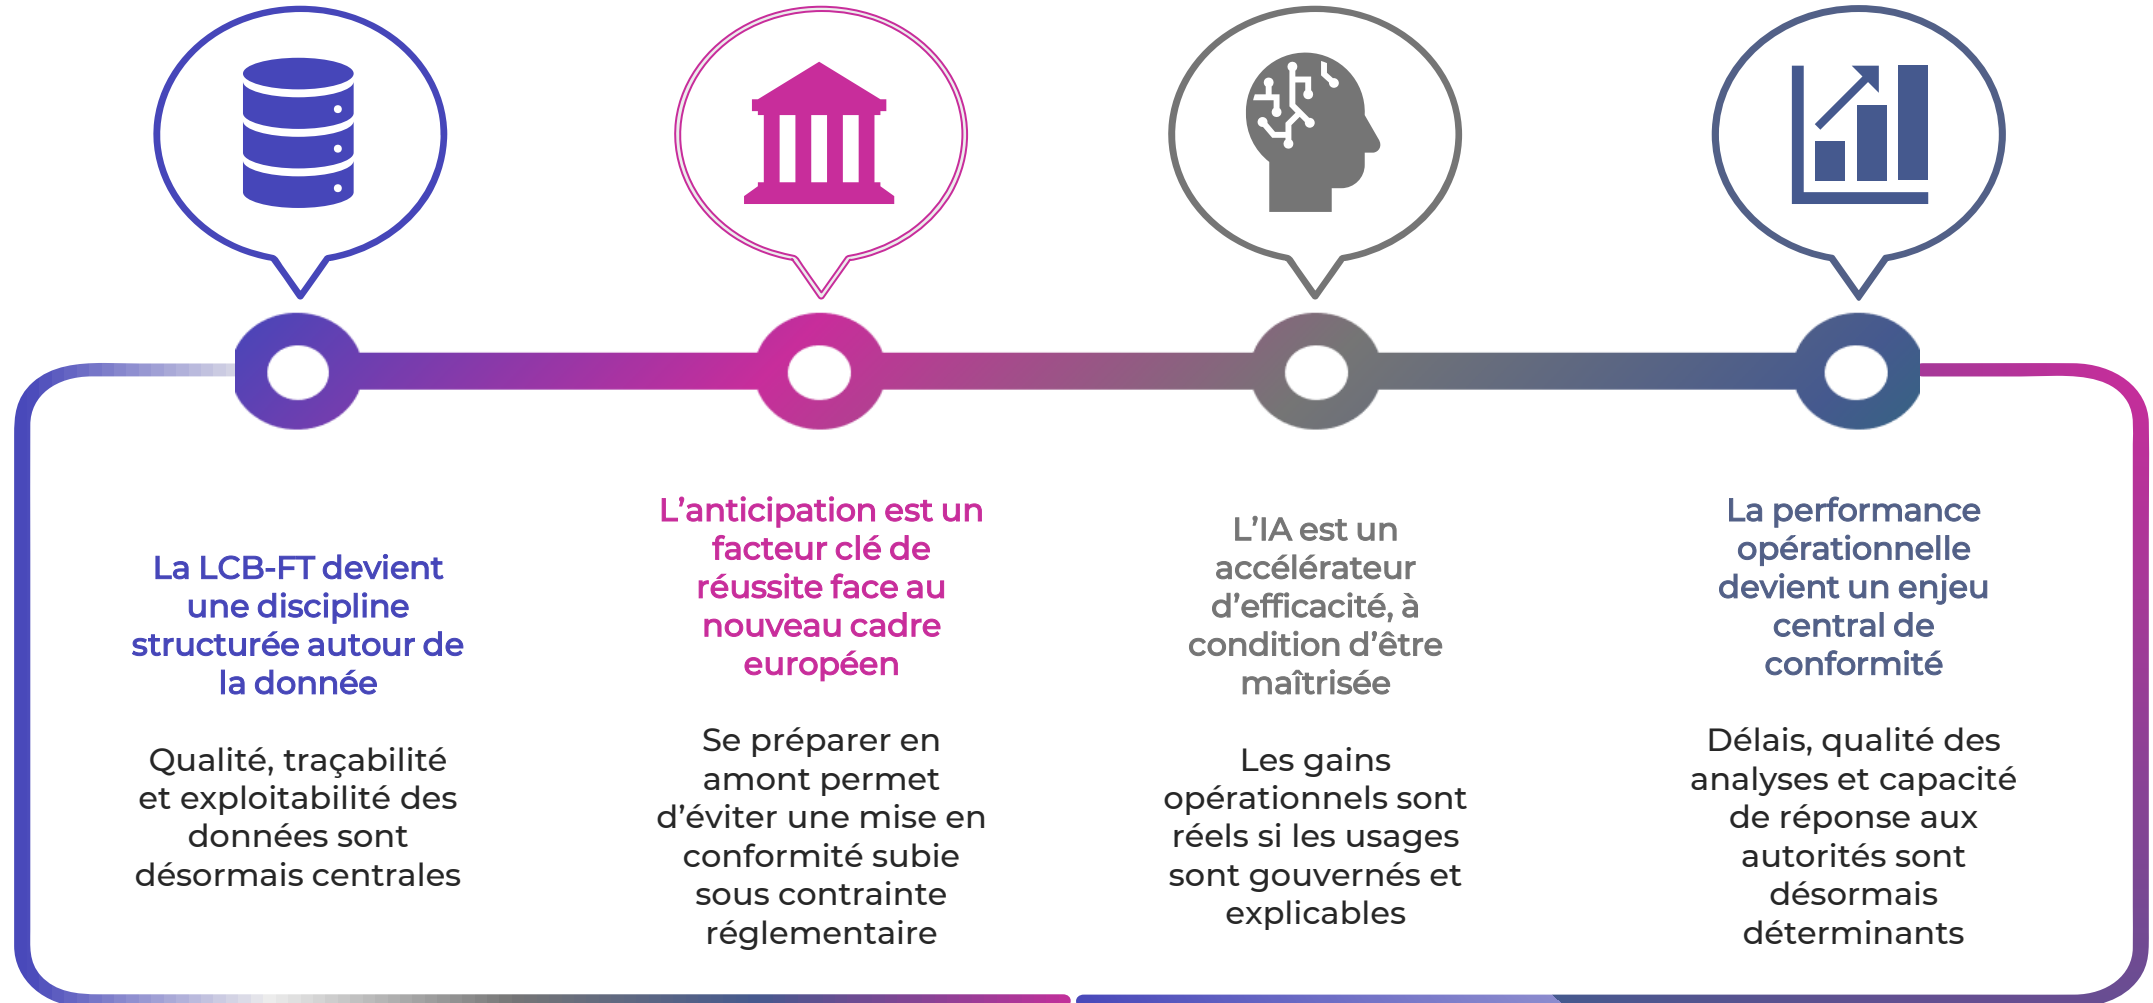 La LCB-FT devient
une discipline
structurée autour de
la donnée
Qualité, traçabilité
et exploitabilité des
données sont
désormais centrales
L’anticipation est un
facteur clé de
réussite face au
nouveau cadre
européen
Se préparer en
amont permet
d’éviter une mise en
conformité subie
sous contrainte
réglementaire
L’IA est un
accélérateur
d’efficacité, à
condition d’être
maîtrisée
Les gains
opérationnels sont
réels si les usages
sont gouvernés et
explicables
La performance
opérationnelle
devient un enjeu
central de
conformité
Délais, qualité des
analyses et capacité
de réponse aux
autorités sont
désormais
déterminants